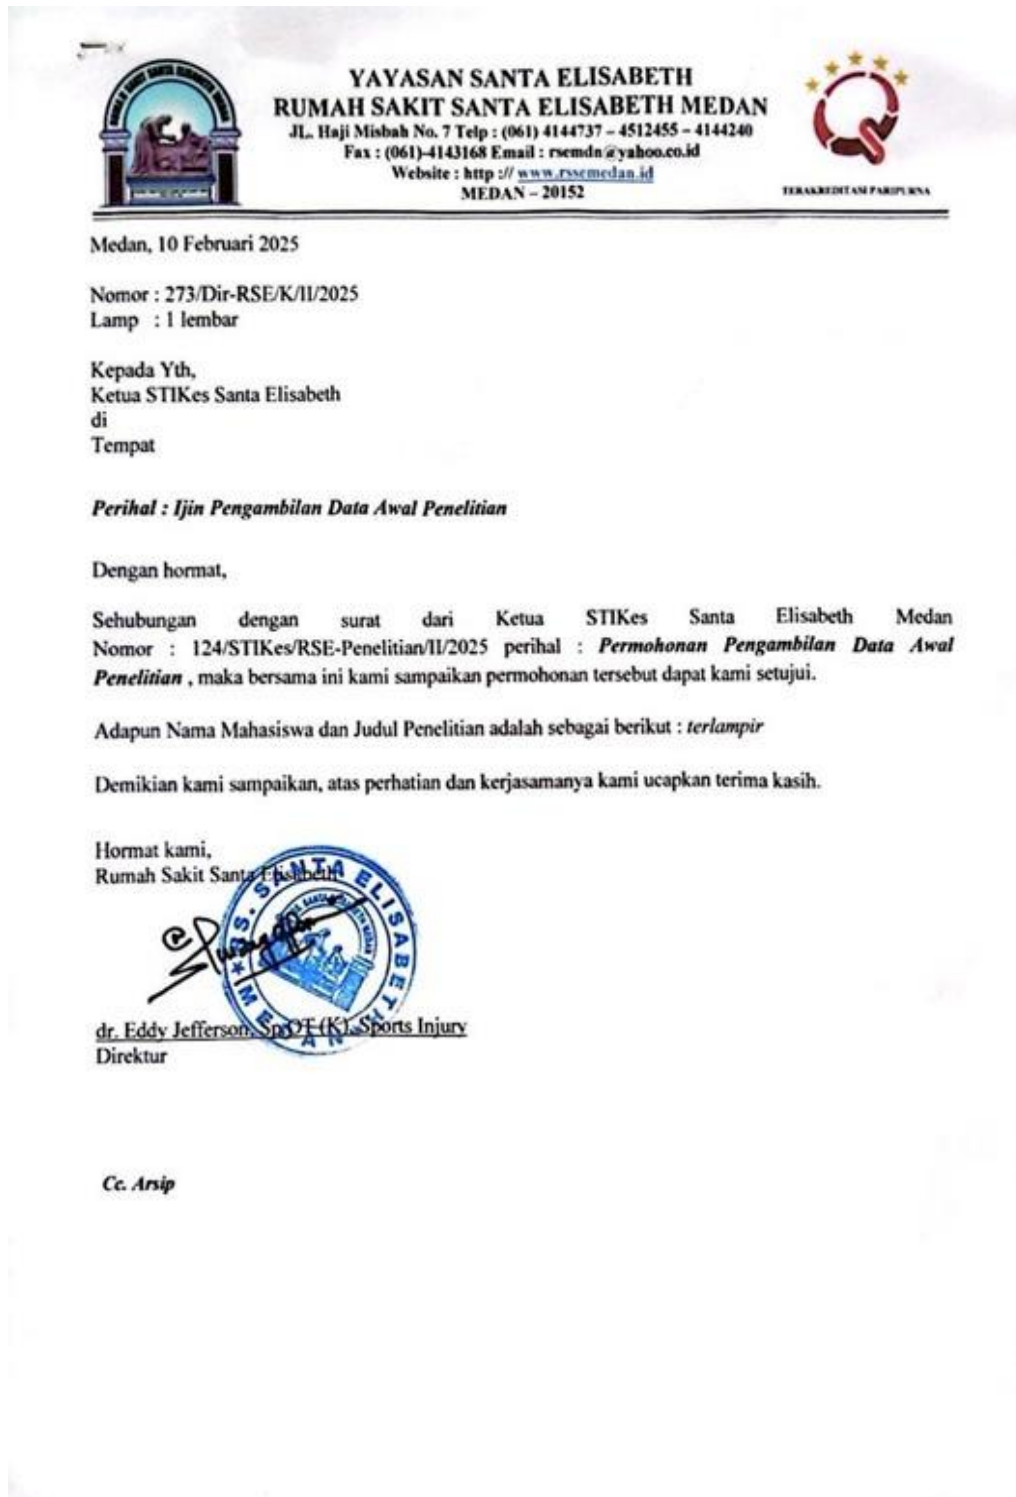 YAYASAN SANTA ELISABETH
RUMAH SAKIT SANTA ELISABETH MEDAN
JL. Haji Misbah No. 7 Telp : (061) 4144737 – 4512455 – 4144240
Fax : (061)-4143168 Email : rsemdn@yahoo.co.id
Website : http :// www.rssemedan.id
MEDAN – 20152
TERAKREDITASI PARIPURNA
Medan, 10 Februari 2025
Nomor : 273/Dir-RSE/K/II/2025
Lamp : 1 lembar
Kepada Yth,
Ketua STIKes Santa Elisabeth
di
Tempat
Perihal : Ijin Pengambilan Data Awal Penelitian
Dengan hormat,
Sehubungan dengan surat dari Ketua STIKes Santa Elisabeth Medan
Nomor : 124/STIKes/RSE-Penelitian/II/2025 perihal : Permohonan Pengambilan Data Awal
Penelitian , maka bersama ini kami sampaikan permohonan tersebut dapat kami setujui.
Adapun Nama Mahasiswa dan Judul Penelitian adalah sebagai berikut : terlampir
Demikian kami sampaikan, atas perhatian dan kerjasamanya kami ucapkan terima kasih.
Hormat kami,
Rumah Sakit Santa Elisabeth
RS. SANTA ELISABETH
MEDAN
dr. Eddy Jefferson, Sp.OT (K), Sports Injury
Direktur
Cc. Arsip